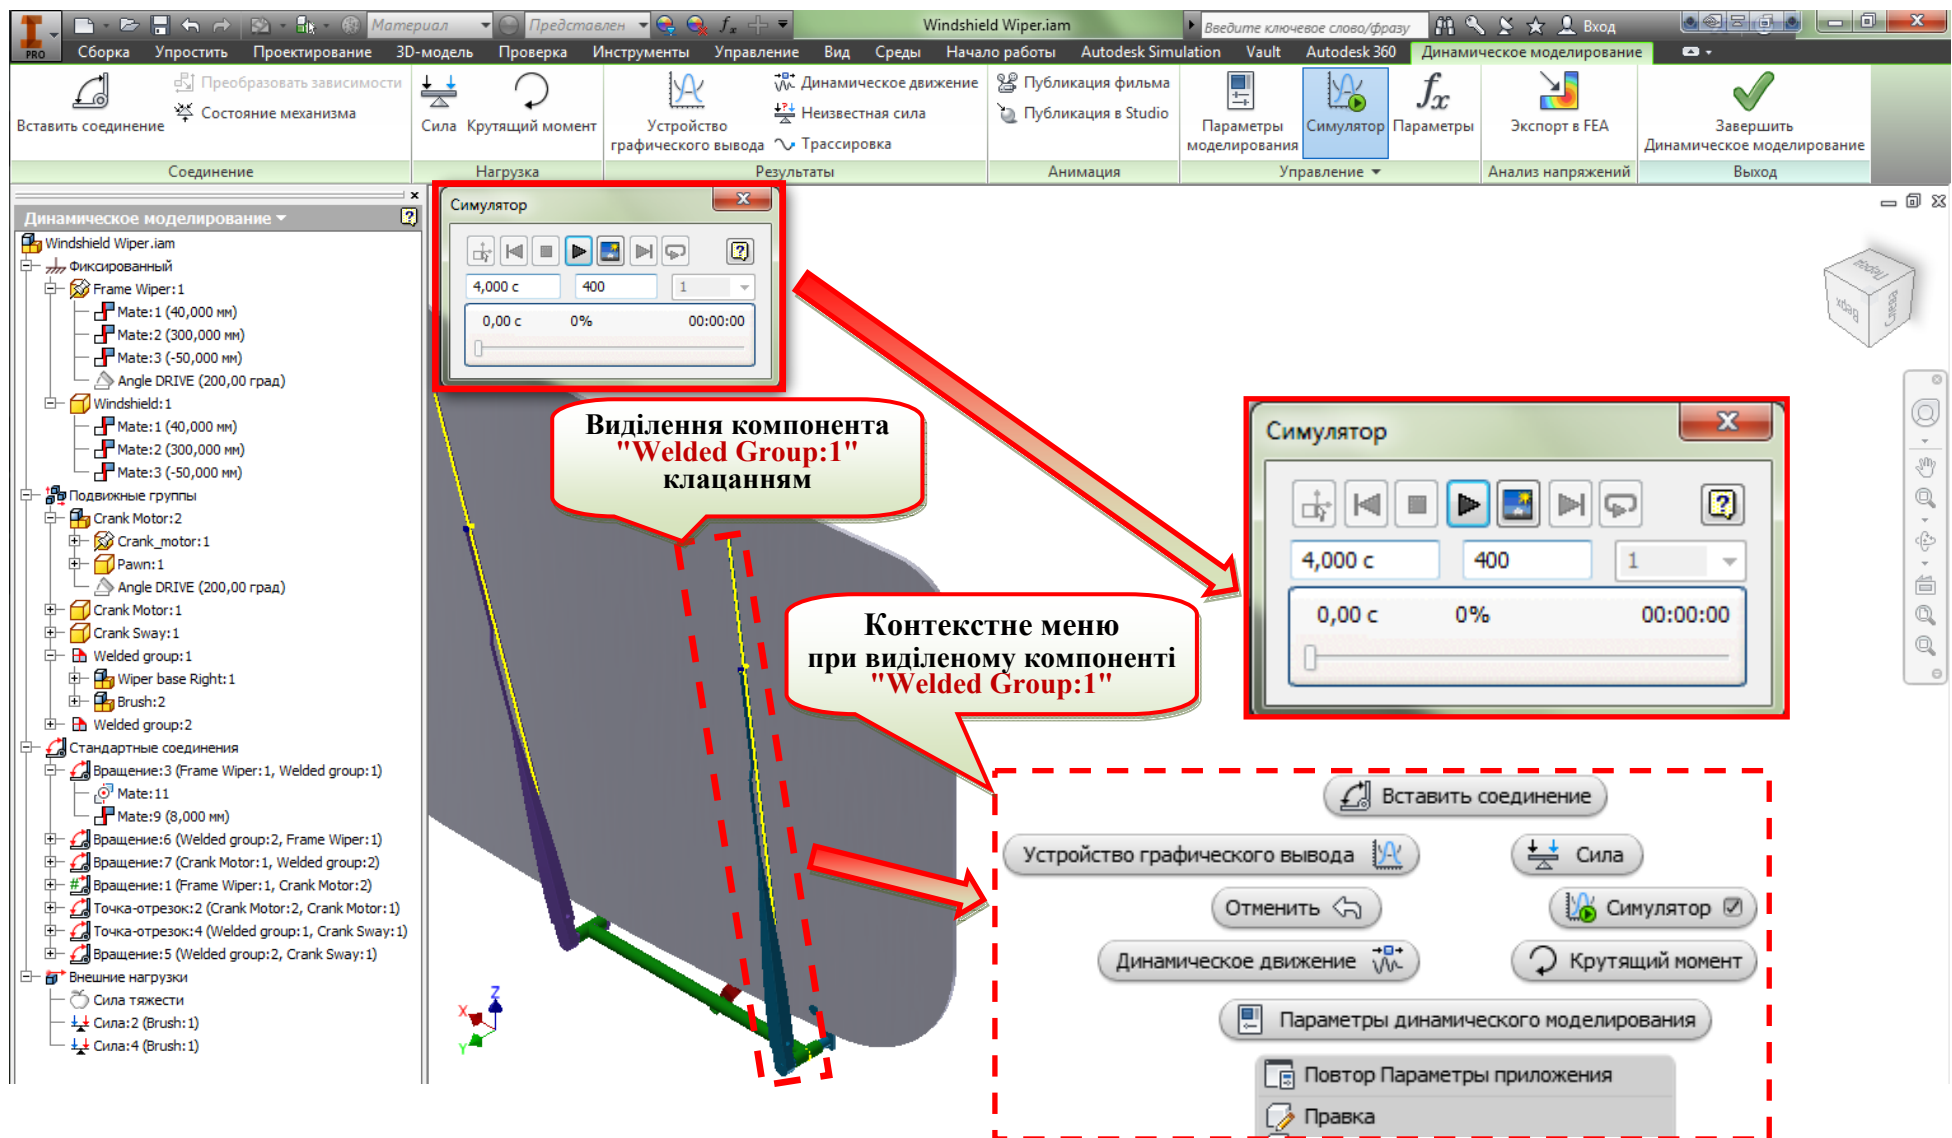 Материал
Представлен
Windshield Wiper.iam
Введите ключевое слово/фразу
Вход
PRO
Сборка Упростить Проектирование 3D-модель Проверка Инструменты Управление Вид Среды Начало работы Autodesk Simulation Vault Autodesk 360 Динамическое моделирование
Вставить соединение
Преобразовать зависимости
Состояние механизма
Сила
Крутящий момент
Устройство
графического вывода
Динамическое движение
Неизвестная сила
Трассировка
Публикация фильма
Публикация в Studio
Параметры
моделирования
Симулятор
fx
Параметры
Экспорт в FEA
Завершить
Динамическое моделирование
Соединение
Нагрузка
Результаты
Анимация
Управление
Анализ напряжений
Выход
Динамическое моделирование
Windshield Wiper.iam
Фиксированный
Frame Wiper:1
Mate:1 (40,000 мм)
Mate:2 (300,000 мм)
Mate:3 (-50,000 мм)
Angle DRIVE (200,00 град)
Windshield:1
Mate:1 (40,000 мм)
Mate:2 (300,000 мм)
Mate:3 (-50,000 мм)
Подвижные группы
Crank Motor:2
Crank_motor:1
Pawn:1
Angle DRIVE (200,00 град)
Crank Motor:1
Crank Sway:1
Welded group:1
Wiper base Right:1
Brush:2
Welded group:2
Стандартные соединения
Вращение:3 (Frame Wiper:1, Welded group:1)
Mate:11
Mate:9 (8,000 мм)
Вращение:6 (Welded group:2, Frame Wiper:1)
Вращение:7 (Crank Motor:1, Welded group:2)
Вращение:1 (Frame Wiper:1, Crank Motor:2)
Точка-отрезок:2 (Crank Motor:2, Crank Motor:1)
Точка-отрезок:4 (Welded group:1, Crank Sway:1)
Вращение:5 (Welded group:2, Crank Sway:1)
Внешние нагрузки
Сила тяжести
Сила:2 (Brush:1)
Сила:4 (Brush:1)
Симулятор
4,000 с 400 1
0,00 с 0% 00:00:00
Виділення компонента
"Welded Group:1"
клацанням
Перед
Верх
Слева
Симулятор
4,000 с 400 1
0,00 с 0% 00:00:00
Контекстне меню
при виділеному компоненті
"Welded Group:1"
Z
X
Y
Вставить соединение
Устройство графического вывода
Сила
Отменить
Симулятор
Динамическое движение
Крутящий момент
Параметры динамического моделирования
Повтор Параметры приложения
Правка